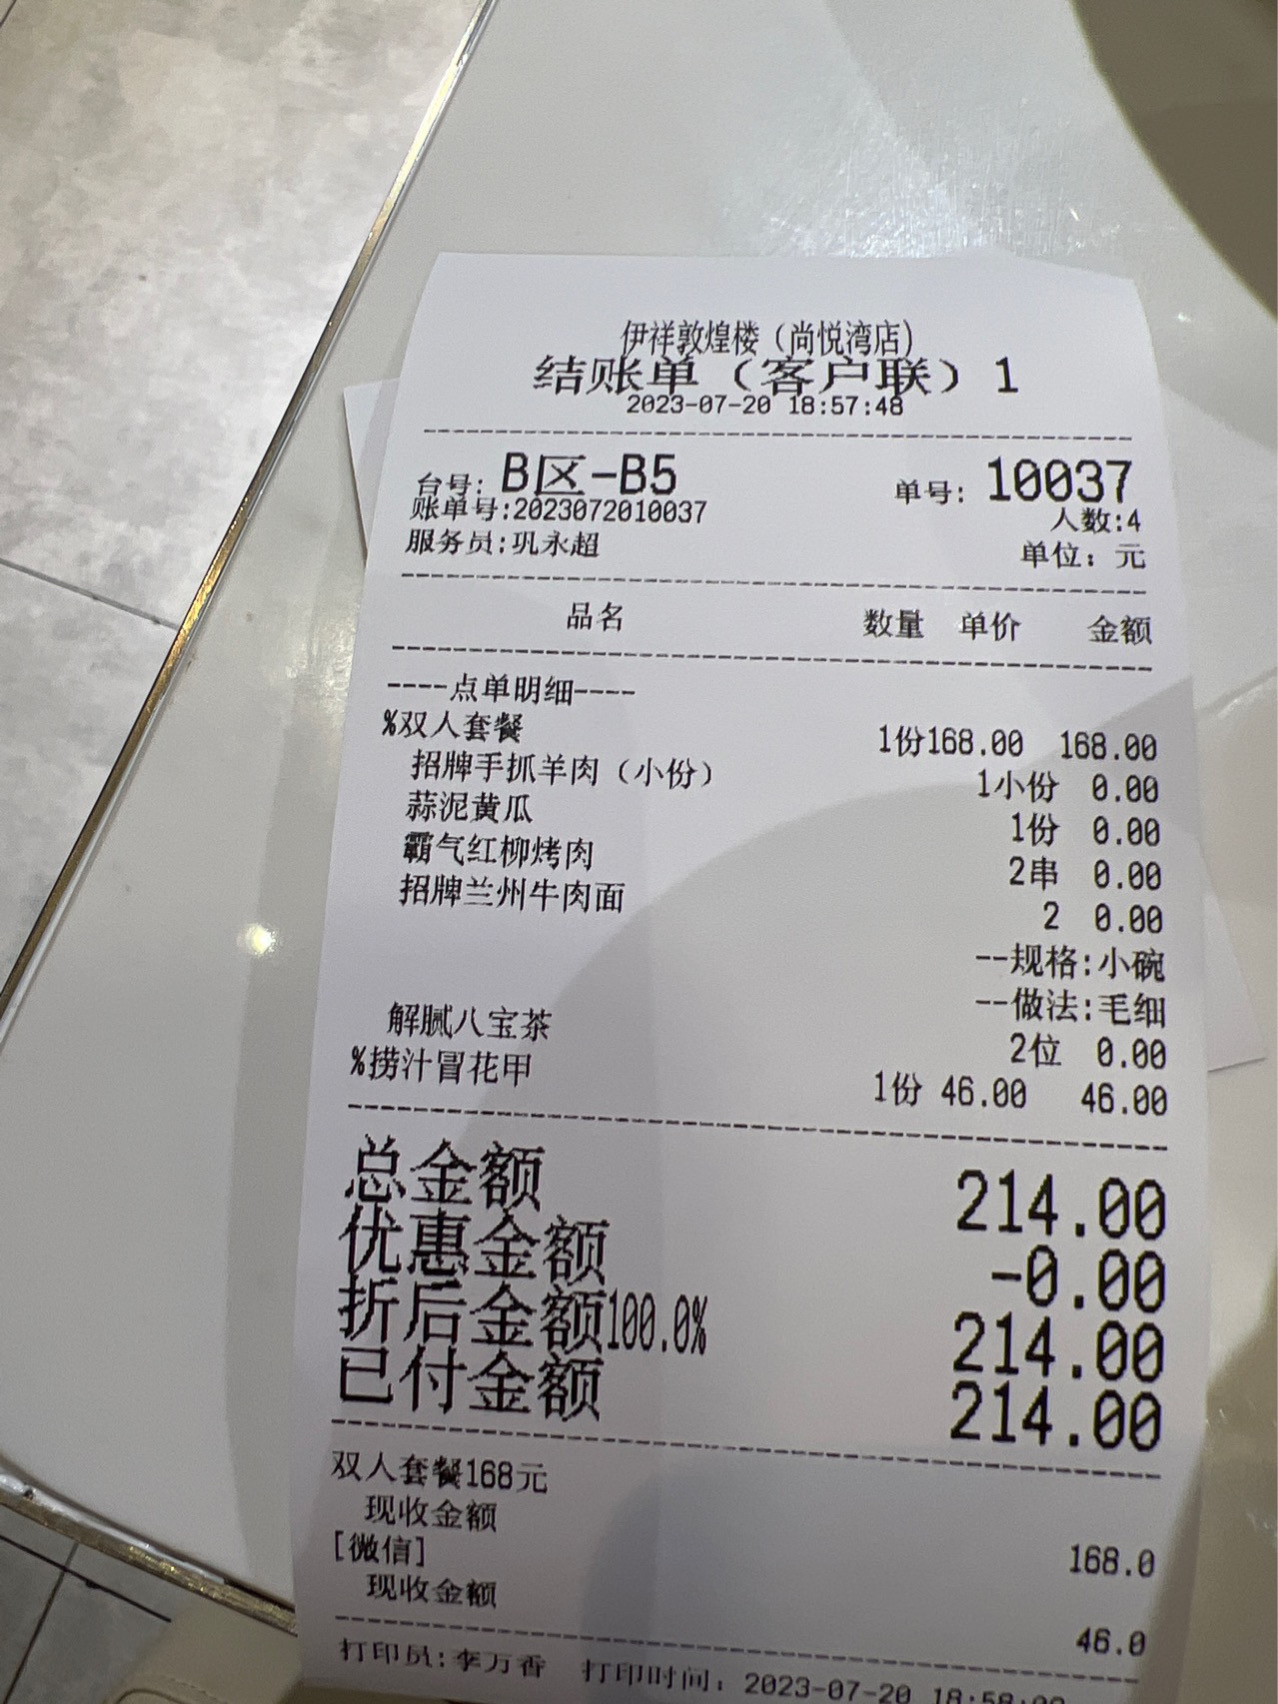 伊祥敦煌楼（尚悦湾店）
结账单（客户联）1
2023-07-20 18:57:48
台号: B区-B5 单号: 10037
账单号:2023072010037 人数:4
服务员:巩永超 单位: 元
品名 数量 单价 金额
----点单明细----
%双人套餐 1份168.00 168.00
招牌手抓羊肉（小份） 1小份 0.00
蒜泥黄瓜 1份 0.00
霸气红柳烤肉 2串 0.00
招牌兰州牛肉面 2 0.00
--规格:小碗
--做法:毛细
解腻八宝茶 2位 0.00
%捞汁冒花甲 1份 46.00 46.00
总金额 214.00
优惠金额 -0.00
折后金额100.0% 214.00
已付金额 214.00
双人套餐168元
现收金额 168.0
[微信]
现收金额 46.0
打印员:李万香 打印时间: 2023-07-20 18:58: